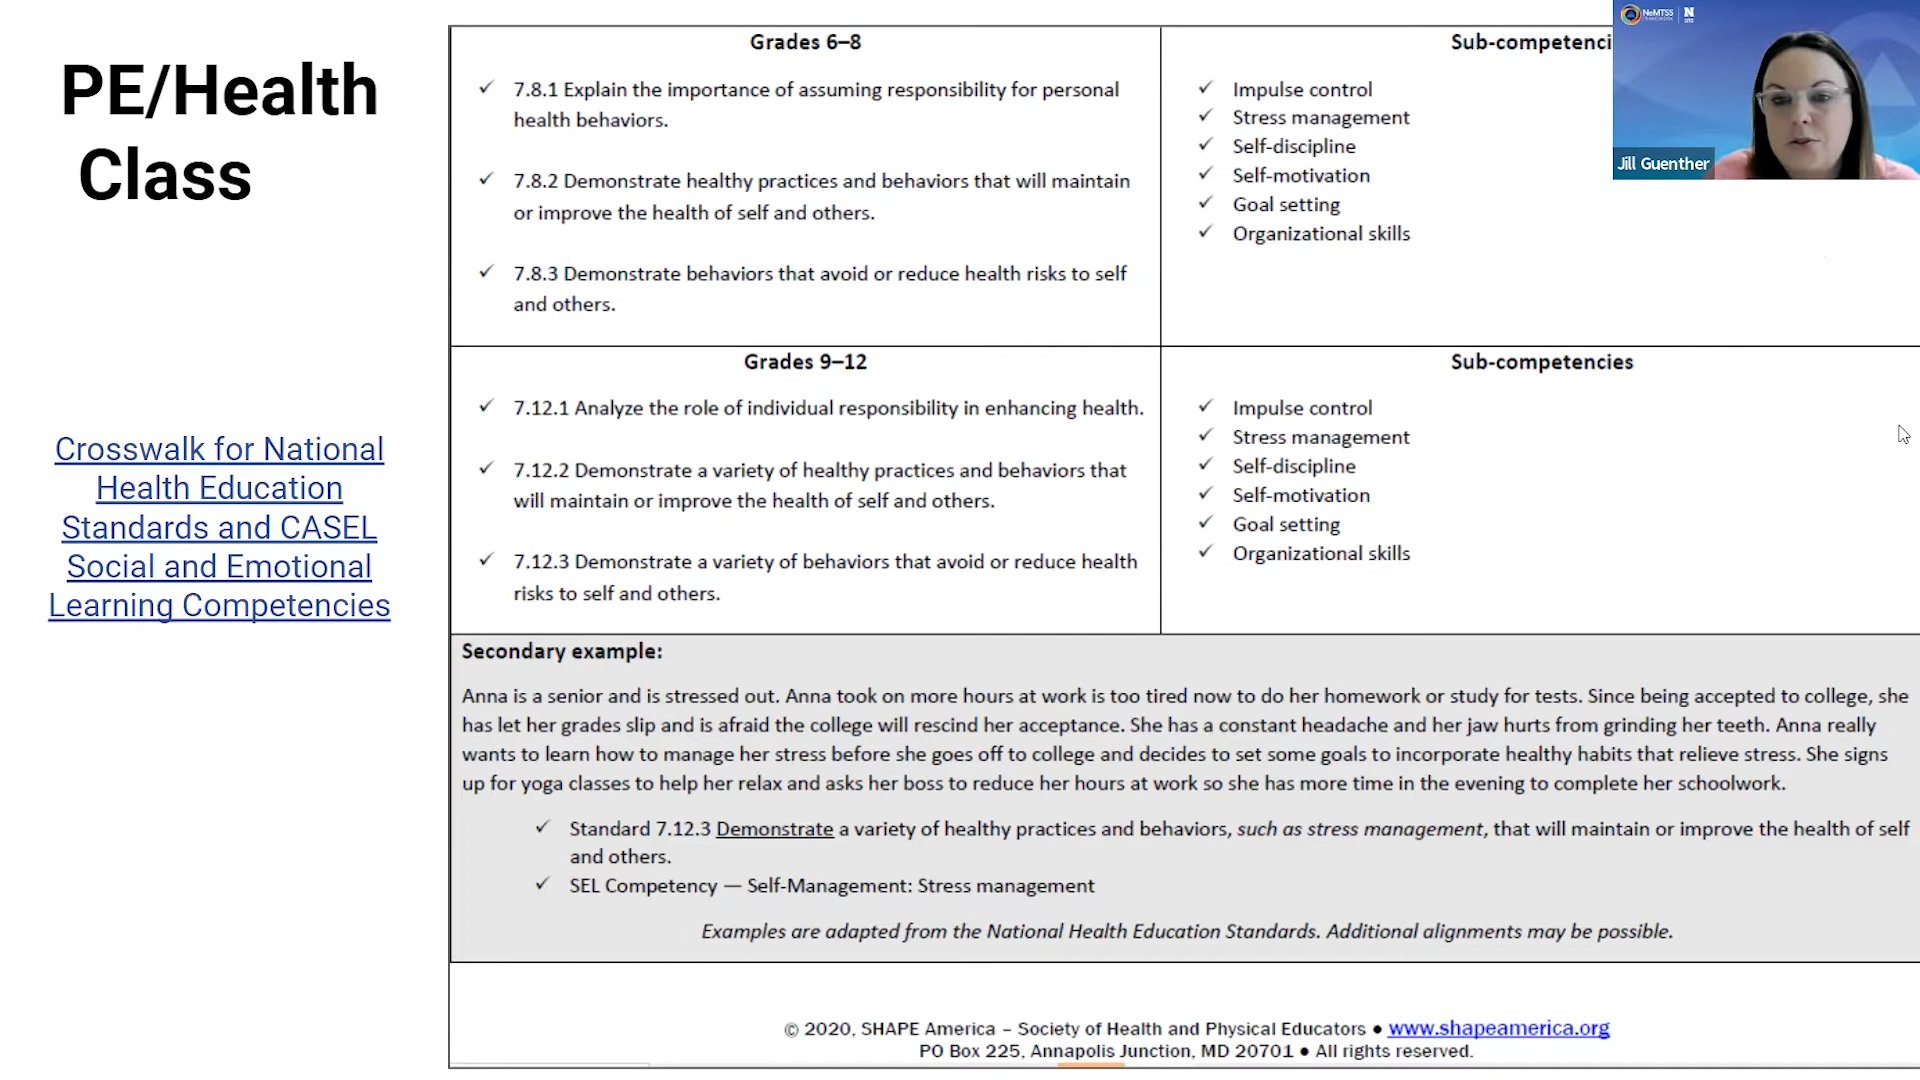 PE/Health
Class
Crosswalk for National
Health Education
Standards and CASEL
Social and Emotional
Learning Competencies
Grades 6–8
✓ 7.8.1 Explain the importance of assuming responsibility for personal
health behaviors.
✓ 7.8.2 Demonstrate healthy practices and behaviors that will maintain
or improve the health of self and others.
✓ 7.8.3 Demonstrate behaviors that avoid or reduce health risks to self
and others.
Sub-competenci
✓ Impulse control
✓ Stress management
✓ Self-discipline
✓ Self-motivation
✓ Goal setting
✓ Organizational skills
NeMTSS
N
Jill Guenther
Grades 9–12
✓ 7.12.1 Analyze the role of individual responsibility in enhancing health.
✓ 7.12.2 Demonstrate a variety of healthy practices and behaviors that
will maintain or improve the health of self and others.
✓ 7.12.3 Demonstrate a variety of behaviors that avoid or reduce health
risks to self and others.
Sub-competencies
✓ Impulse control
✓ Stress management
✓ Self-discipline
✓ Self-motivation
✓ Goal setting
✓ Organizational skills
Secondary example:
Anna is a senior and is stressed out. Anna took on more hours at work is too tired now to do her homework or study for tests. Since being accepted to college, she
has let her grades slip and is afraid the college will rescind her acceptance. She has a constant headache and her jaw hurts from grinding her teeth. Anna really
wants to learn how to manage her stress before she goes off to college and decides to set some goals to incorporate healthy habits that relieve stress. She signs
up for yoga classes to help her relax and asks her boss to reduce her hours at work so she has more time in the evening to complete her schoolwork.
✓ Standard 7.12.3 Demonstrate a variety of healthy practices and behaviors, such as stress management, that will maintain or improve the health of self
and others.
✓ SEL Competency — Self-Management: Stress management
Examples are adapted from the National Health Education Standards. Additional alignments may be possible.
© 2020, SHAPE America – Society of Health and Physical Educators ● www.shapeamerica.org
PO Box 225, Annapolis Junction, MD 20701 ● All rights reserved.